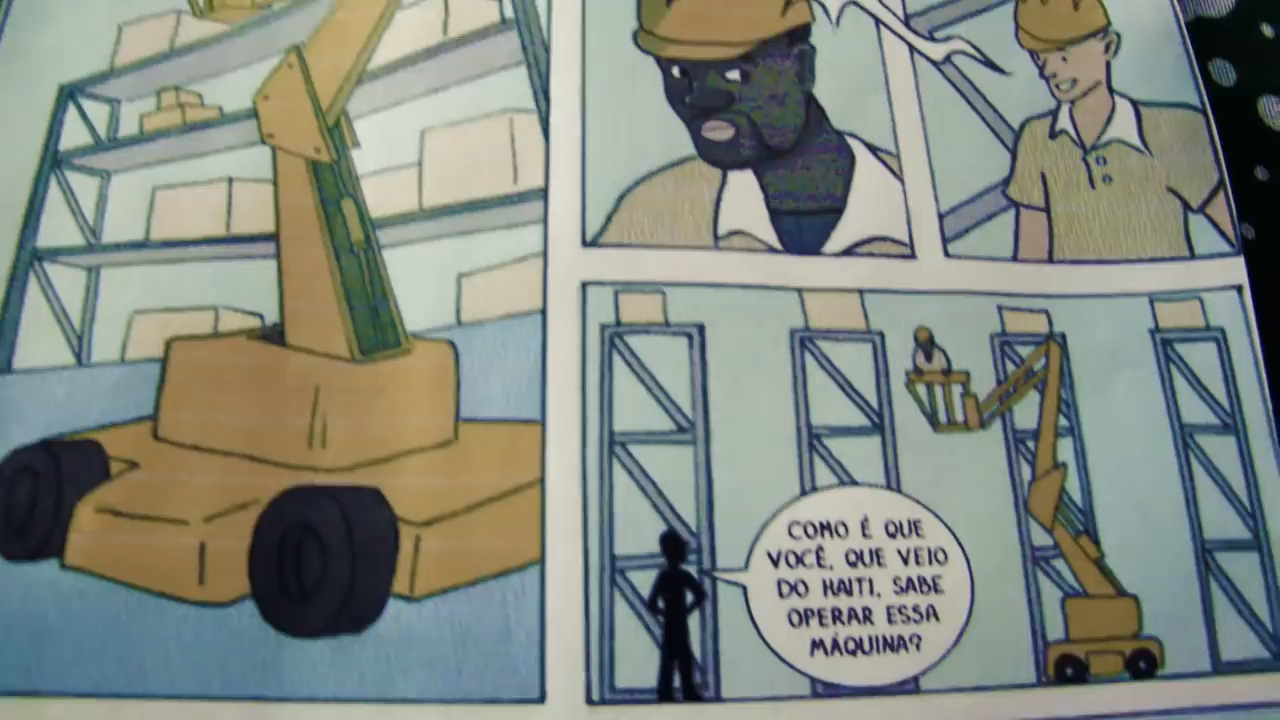 COMO É QUE
VOCÊ, QUE VEIO
DO HAITI, SABE
OPERAR ESSA
MÁQUINA?